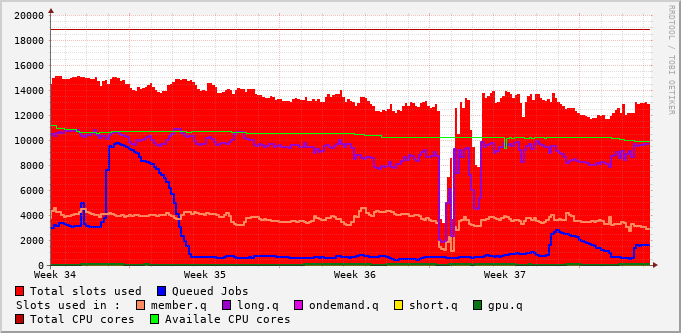 20000
18000
16000
14000
12000
10000
8000
6000
4000
2000
0
Week 34 Week 35 Week 36 Week 37
RRDTOOL / TOBI OETIKER
Total slots used Queued Jobs
Slots used in : member.q long.q ondemand.q short.q gpu.q
Total CPU cores Availale CPU cores